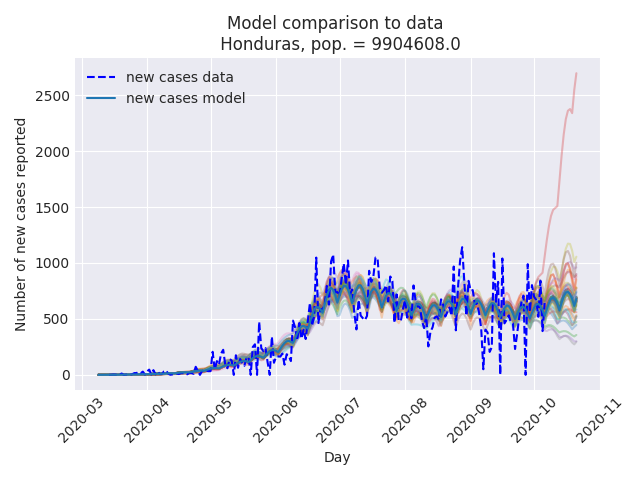 Model comparison to data
Honduras, pop. = 9904608.0
new cases data
new cases model
Number of new cases reported
2500
2000
1500
1000
500
0
2020-03
2020-04
2020-05
2020-06
2020-07
2020-08
2020-09
2020-10
2020-11
Day